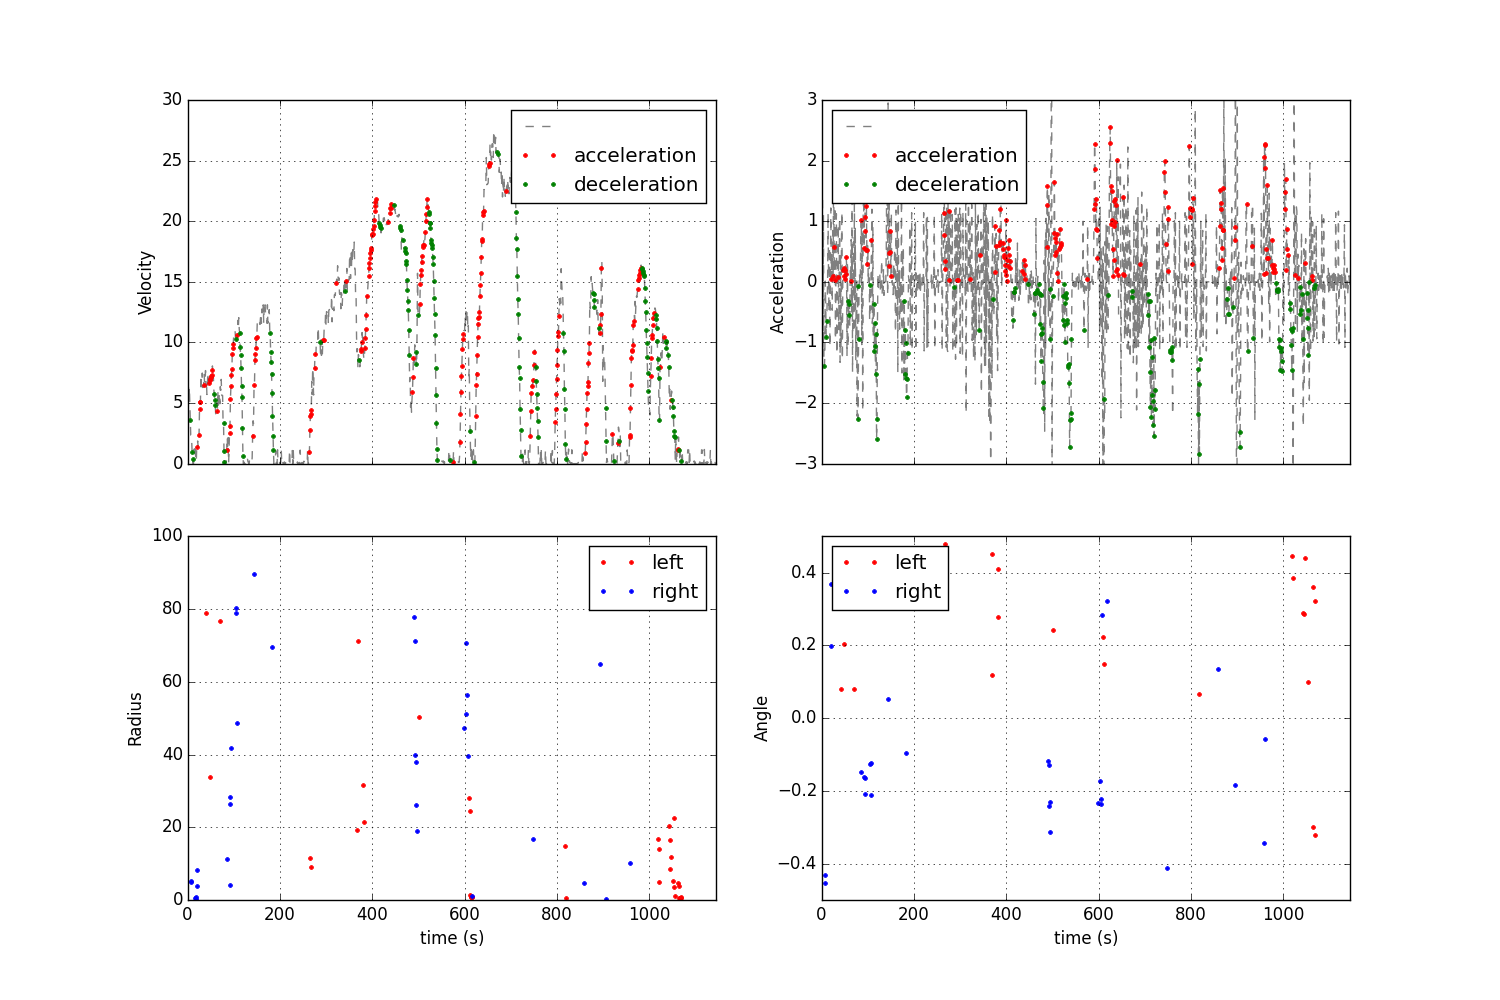 30
25
20
15
10
5
0
Velocity
acceleration
deceleration
3
2
1
0
−1
−2
−3
Acceleration
acceleration
deceleration
100
80
60
40
20
0
Radius
left
right
0 200 400 600 800 1000
time (s)
0.4
0.2
0.0
−0.2
−0.4
Angle
left
right
0 200 400 600 800 1000
time (s)